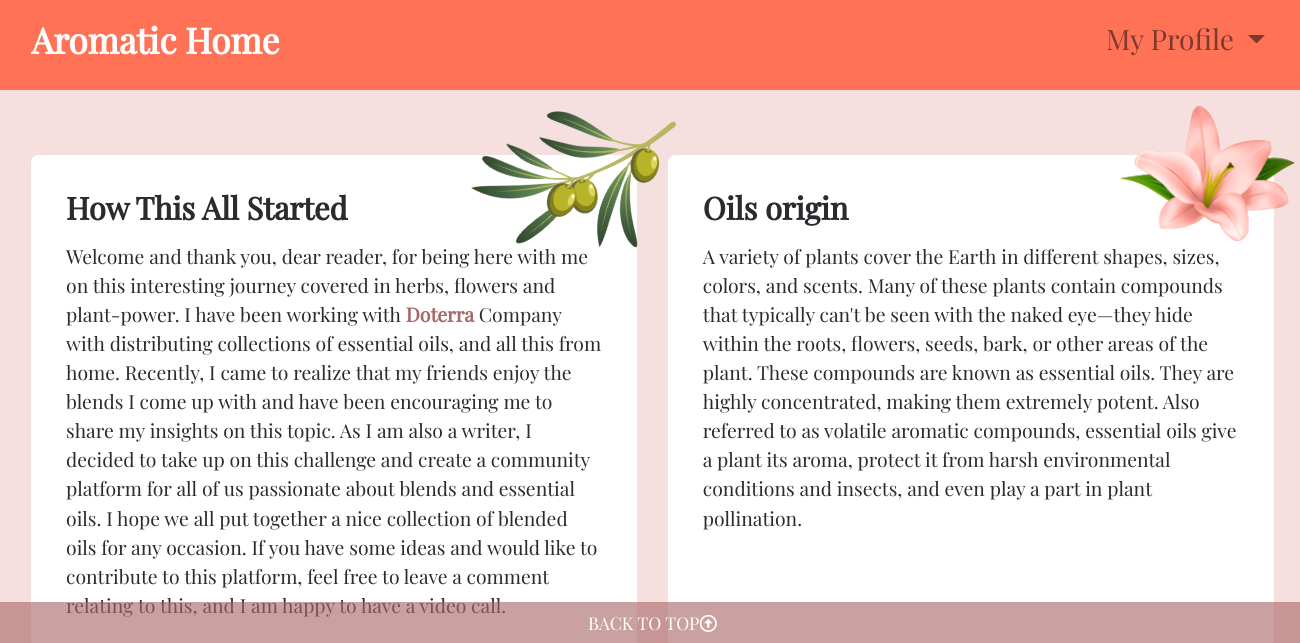 Aromatic Home
My Profile
How This All Started
Welcome and thank you, dear reader, for being here with me
on this interesting journey covered in herbs, flowers and
plant-power. I have been working with Doterra Company
with distributing collections of essential oils, and all this from
home. Recently, I came to realize that my friends enjoy the
blends I come up with and have been encouraging me to
share my insights on this topic. As I am also a writer, I
decided to take up on this challenge and create a community
platform for all of us passionate about blends and essential
oils. I hope we all put together a nice collection of blended
oils for any occasion. If you have some ideas and would like to
contribute to this platform, feel free to leave a comment
relating to this, and I am happy to have a video call.
Oils origin
A variety of plants cover the Earth in different shapes, sizes,
colors, and scents. Many of these plants contain compounds
that typically can't be seen with the naked eye—they hide
within the roots, flowers, seeds, bark, or other areas of the
plant. These compounds are known as essential oils. They are
highly concentrated, making them extremely potent. Also
referred to as volatile aromatic compounds, essential oils give
a plant its aroma, protect it from harsh environmental
conditions and insects, and even play a part in plant
pollination.
BACK TO TOP